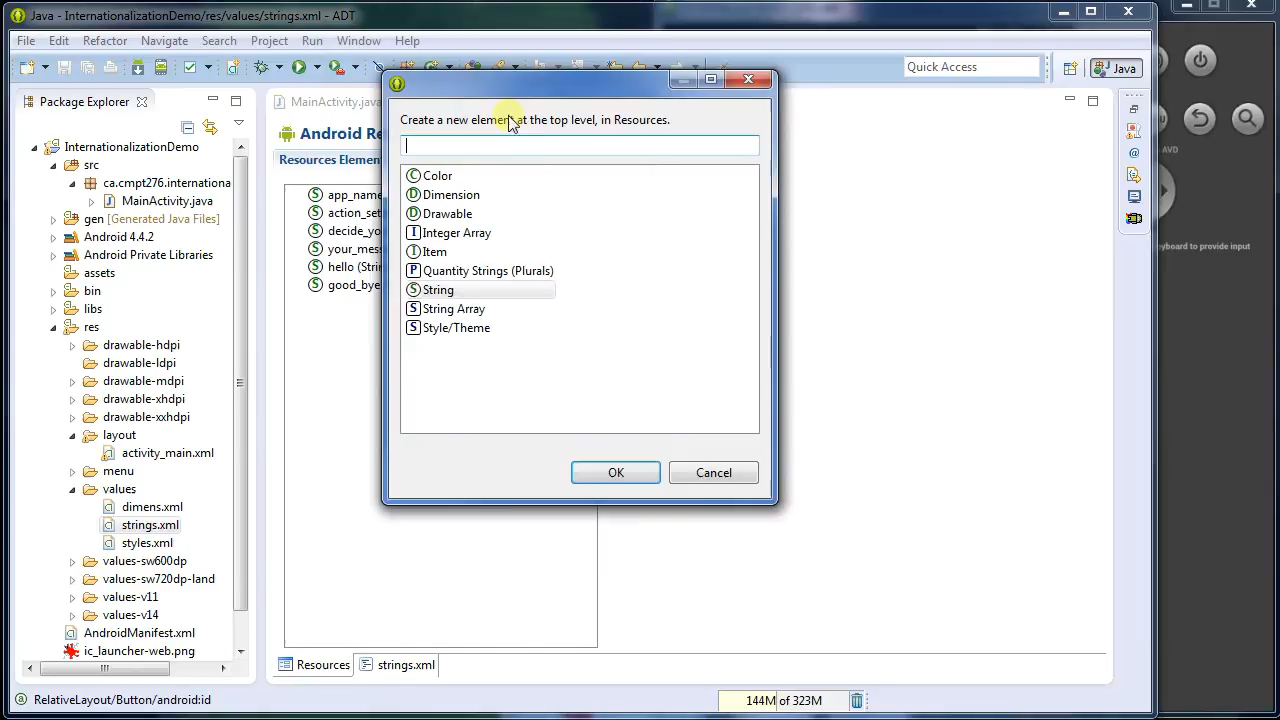 Java - InternationalizationDemo/res/values/strings.xml - ADT
File Edit Refactor Navigate Search Project Run Window Help
Quick Access
Java
Package Explorer
InternationalizationDemo
src
ca.cmpt276.internationa
MainActivity.java
gen [Generated Java Files]
Android 4.4.2
Android Private Libraries
assets
bin
libs
res
drawable-hdpi
drawable-ldpi
drawable-mdpi
drawable-xhdpi
drawable-xxhdpi
layout
activity_main.xml
menu
values
dimens.xml
strings.xml
styles.xml
values-sw600dp
values-sw720dp-land
values-v11
values-v14
AndroidManifest.xml
ic_launcher-web.png
MainActivity.java
Android Re
Resources Elemen
app_name
action_set
decide_yo
your_mess
hello (Strin
good_bye
Create a new element at the top level, in Resources.
C Color
D Dimension
D Drawable
I Integer Array
I Item
P Quantity Strings (Plurals)
S String
S String Array
S Style/Theme
OK Cancel
Resources strings.xml
RelativeLayout/Button/android:id
144M of 323M
AVD
eyboard to provide input